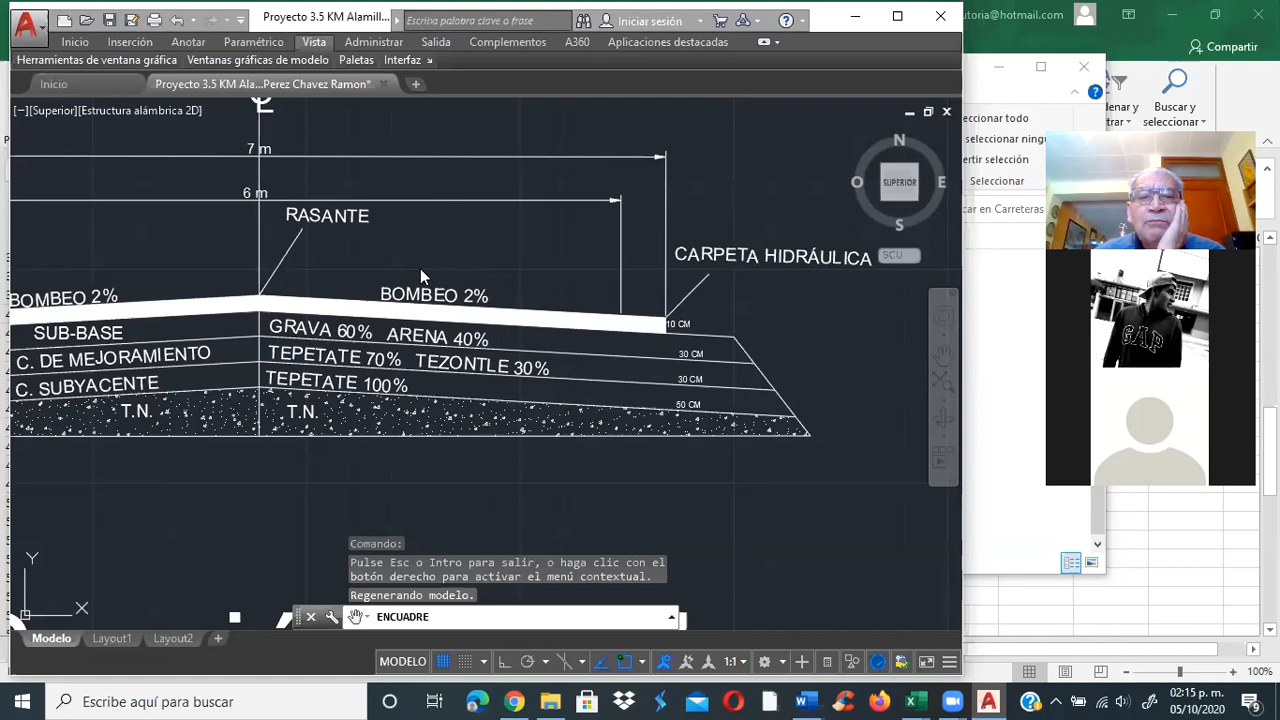 Proyecto 3.5 KM Alamill...
Escriba palabra clave o frase
Iniciar sesión
utoria@hotmail.com
Inicio Inserción Anotar Paramétrico Vista Administrar Salida Complementos A360 Aplicaciones destacadas
Compartir
Herramientas de ventana gráfica Ventanas gráficas de modelo Paletas Interfaz
Inicio
Proyecto 3.5 KM Ala...Perez Chavez Ramon*
[−][Superior][Estructura alámbrica 2D]
denar y
trar
Buscar y
seleccionar
eccionar todo
seleccionar ningu
ertir selección
Seleccionar
car en Carreteras
7 m
6 m
RASANTE
CARPETA HIDRÁULICA
BOMBEO 2%
BOMBEO 2%
10 CM
SUB-BASE
GRAVA 60% ARENA 40%
30 CM
C. DE MEJORAMIENTO
TEPETATE 70% TEZONTLE 30%
30 CM
C. SUBYACENTE
TEPETATE 100%
50 CM
T.N.
T.N.
N
O
SUPERIOR
E
S
SCU
GAP
Comando:
Pulse Esc o Intro para salir, o haga clic con el
botón derecho para activar el menú contextual.
Regenerando modelo.
ENCUADRE
Y
X
Modelo Layout1 Layout2
MODELO
1:1
100%
Escribe aquí para buscar
02:15 p. m.
05/10/2020
9